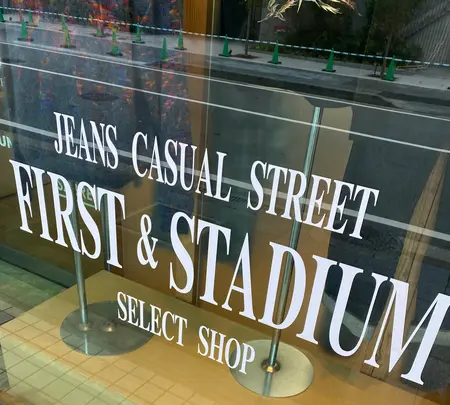 JEANS CASUAL STREET
FIRST & STADIUM
SELECT SHOP